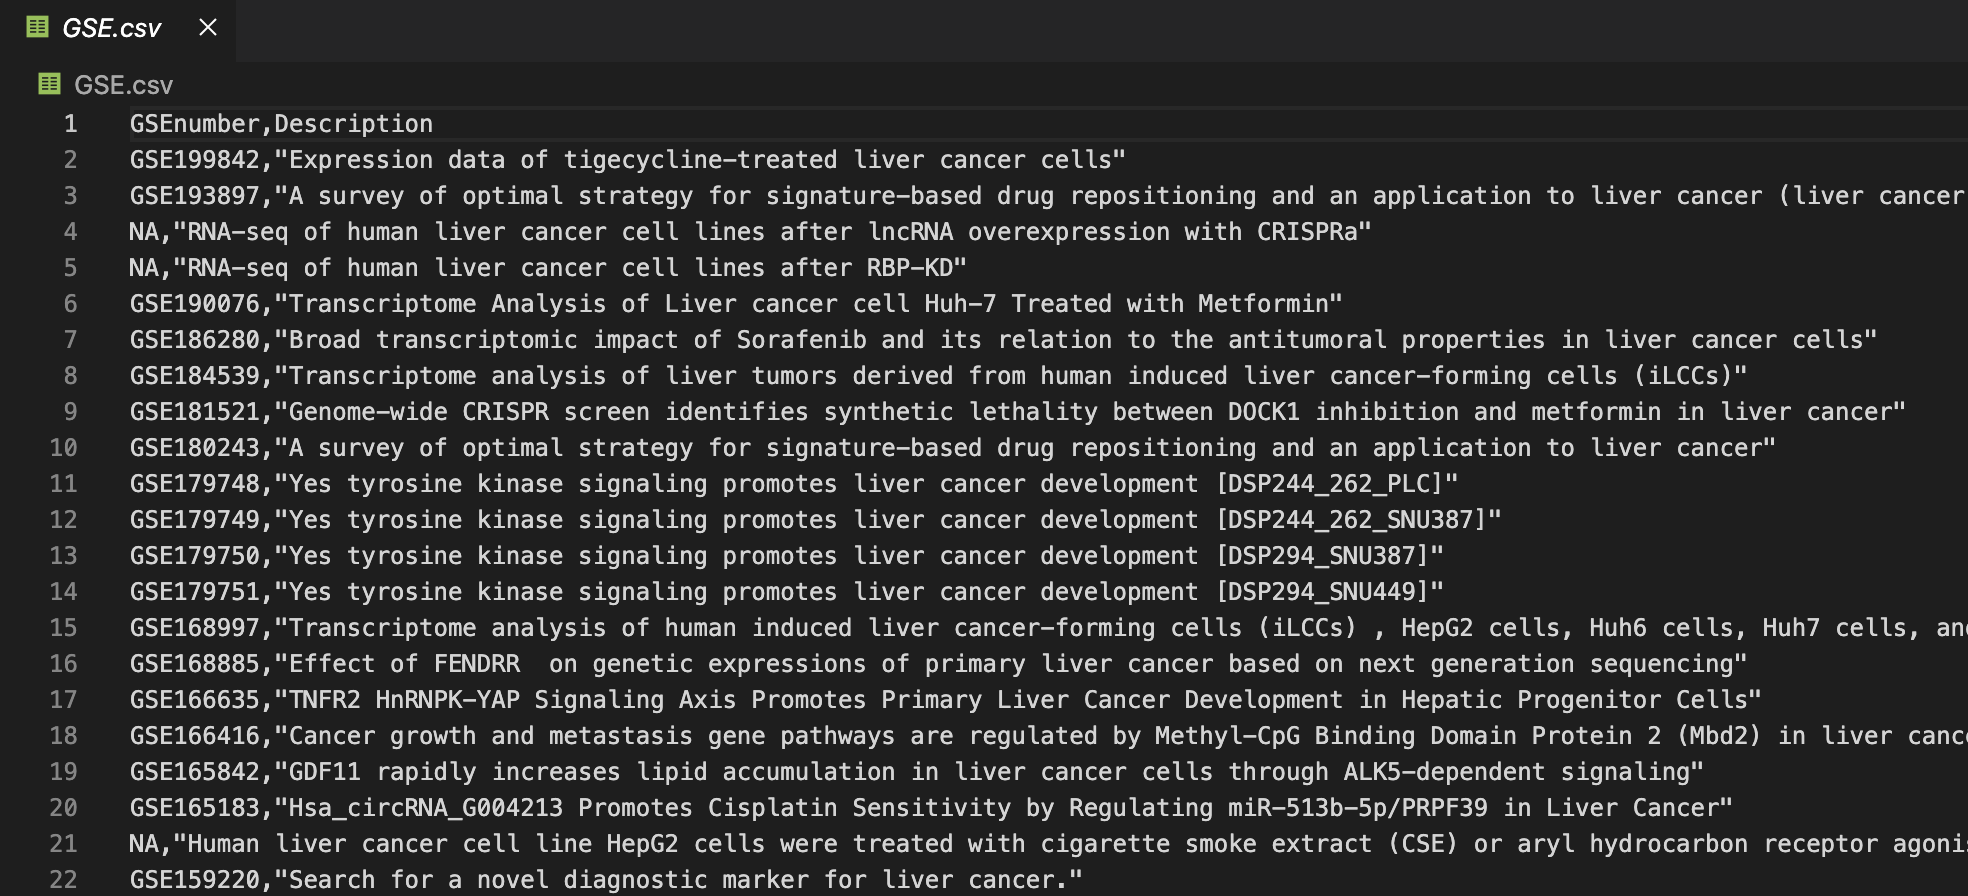 GSE.csv
GSE.csv
1 GSEnumber,Description
2 GSE199842,"Expression data of tigecycline-treated liver cancer cells"
3 GSE193897,"A survey of optimal strategy for signature-based drug repositioning and an application to liver cancer (liver cancer
4 NA,"RNA-seq of human liver cancer cell lines after lncRNA overexpression with CRISPRa"
5 NA,"RNA-seq of human liver cancer cell lines after RBP-KD"
6 GSE190076,"Transcriptome Analysis of Liver cancer cell Huh-7 Treated with Metformin"
7 GSE186280,"Broad transcriptomic impact of Sorafenib and its relation to the antitumoral properties in liver cancer cells"
8 GSE184539,"Transcriptome analysis of liver tumors derived from human induced liver cancer-forming cells (iLCCs)"
9 GSE181521,"Genome-wide CRISPR screen identifies synthetic lethality between DOCK1 inhibition and metformin in liver cancer"
10 GSE180243,"A survey of optimal strategy for signature-based drug repositioning and an application to liver cancer"
11 GSE179748,"Yes tyrosine kinase signaling promotes liver cancer development [DSP244_262_PLC]"
12 GSE179749,"Yes tyrosine kinase signaling promotes liver cancer development [DSP244_262_SNU387]"
13 GSE179750,"Yes tyrosine kinase signaling promotes liver cancer development [DSP294_SNU387]"
14 GSE179751,"Yes tyrosine kinase signaling promotes liver cancer development [DSP294_SNU449]"
15 GSE168997,"Transcriptome analysis of human induced liver cancer-forming cells (iLCCs) , HepG2 cells, Huh6 cells, Huh7 cells,
16 GSE168885,"Effect of FENDRR  on genetic expressions of primary liver cancer based on next generation sequencing"
17 GSE166635,"TNFR2 HnRNPK-YAP Signaling Axis Promotes Primary Liver Cancer Development in Hepatic Progenitor Cells"
18 GSE166416,"Cancer growth and metastasis gene pathways are regulated by Methyl-CpG Binding Domain Protein 2 (Mbd2) in liver
19 GSE165842,"GDF11 rapidly increases lipid accumulation in liver cancer cells through ALK5-dependent signaling"
20 GSE165183,"Hsa_circRNA_G004213 Promotes Cisplatin Sensitivity by Regulating miR-513b-5p/PRPF39 in Liver Cancer"
21 NA,"Human liver cancer cell line HepG2 cells were treated with cigarette smoke extract (CSE) or aryl hydrocarbon receptor
22 GSE159220,"Search for a novel diagnostic marker for liver cancer."